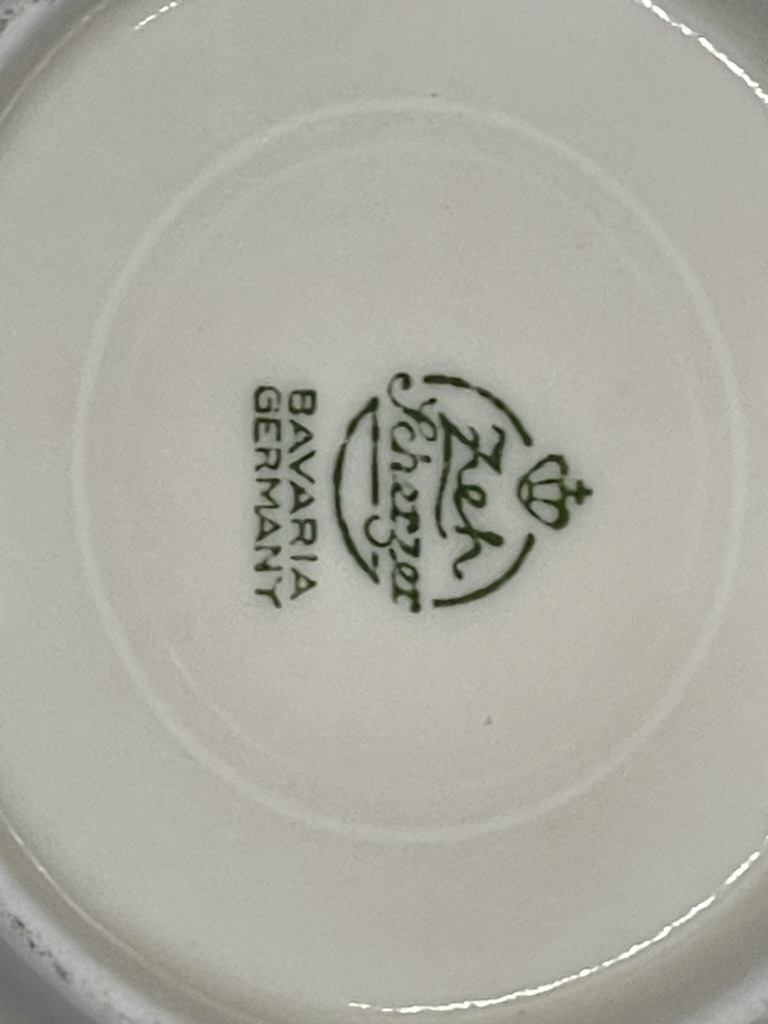 Zeh
Scherzer
BAVARIA
GERMANY